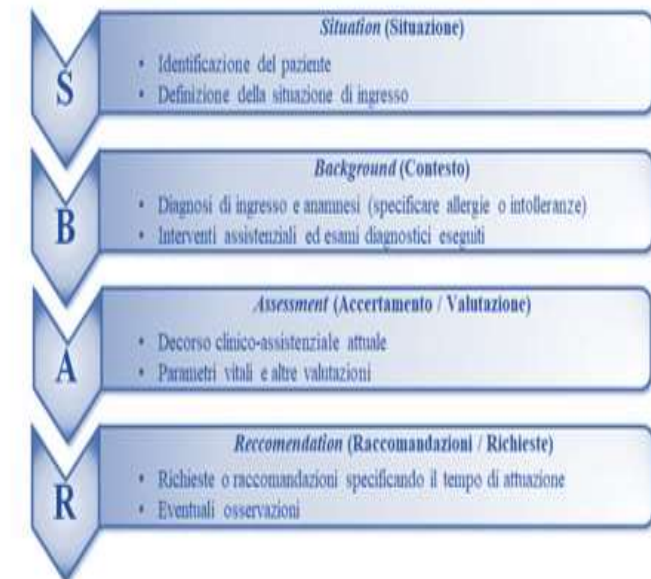 S
Situation (Situazione)
• Identificazione del paziente
• Definizione della situazione di ingresso
B
Background (Contesto)
• Diagnosi di ingresso e anamnesi (specificare allergie o intolleranze)
• Interventi assistenziali ed esami diagnostici eseguiti
A
Assessment (Accertamento / Valutazione)
• Decorso clinico-assistenziale attuale
• Parametri vitali e altre valutazioni
R
Reccomendation (Raccomandazioni / Richieste)
• Richieste o raccomandazioni specificando il tempo di attuazione
• Eventuali osservazioni